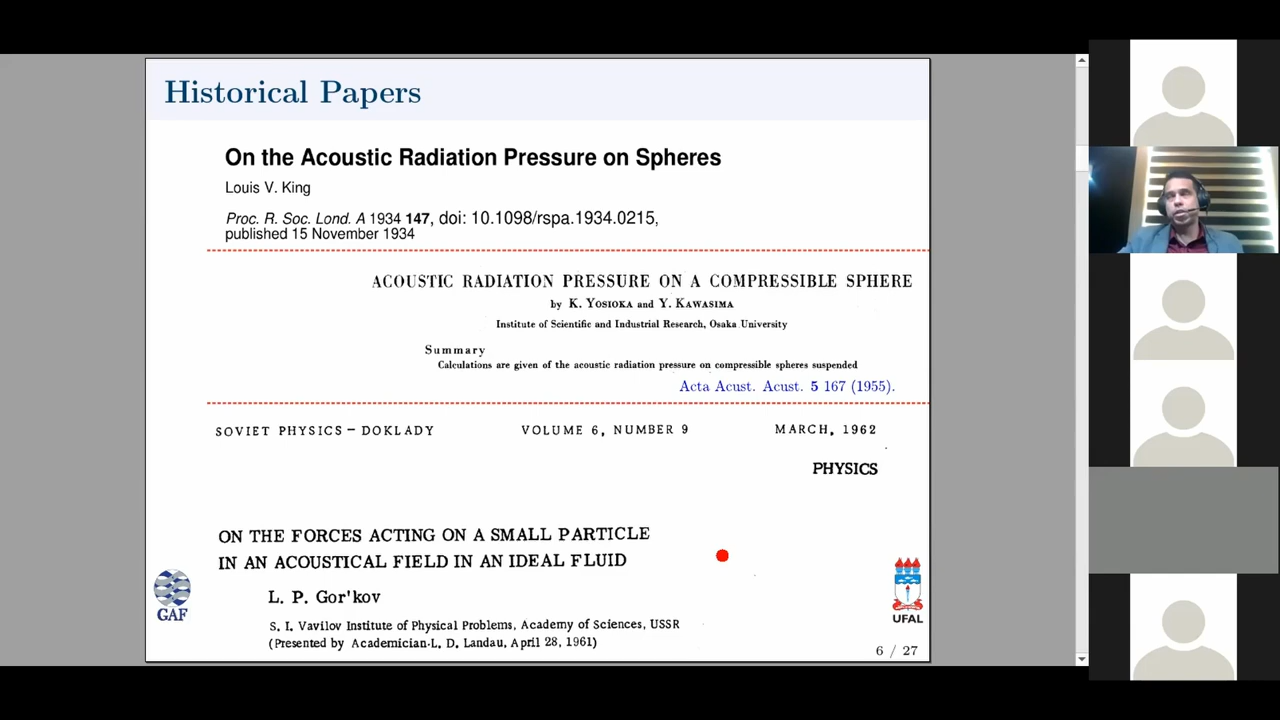 Historical Papers
On the Acoustic Radiation Pressure on Spheres
Louis V. King
Proc. R. Soc. Lond. A 1934 147, doi: 10.1098/rspa.1934.0215,
published 15 November 1934
ACOUSTIC RADIATION PRESSURE ON A COMPRESSIBLE SPHERE
by K. YOSIOKA and Y. KAWASIMA
Institute of Scientific and Industrial Research, Osaka University
Summary
Calculations are given of the acoustic radiation pressure on compressible spheres suspended
Acta Acust. Acust. 5 167 (1955).
SOVIET PHYSICS – DOKLADY VOLUME 6, NUMBER 9 MARCH, 1962
PHYSICS
ON THE FORCES ACTING ON A SMALL PARTICLE
IN AN ACOUSTICAL FIELD IN AN IDEAL FLUID
L. P. Gor'kov
S. I. Vavilov Institute of Physical Problems, Academy of Sciences, USSR
(Presented by Academician L. D. Landau, April 28, 1961)
GAF
UFAL
6 / 27